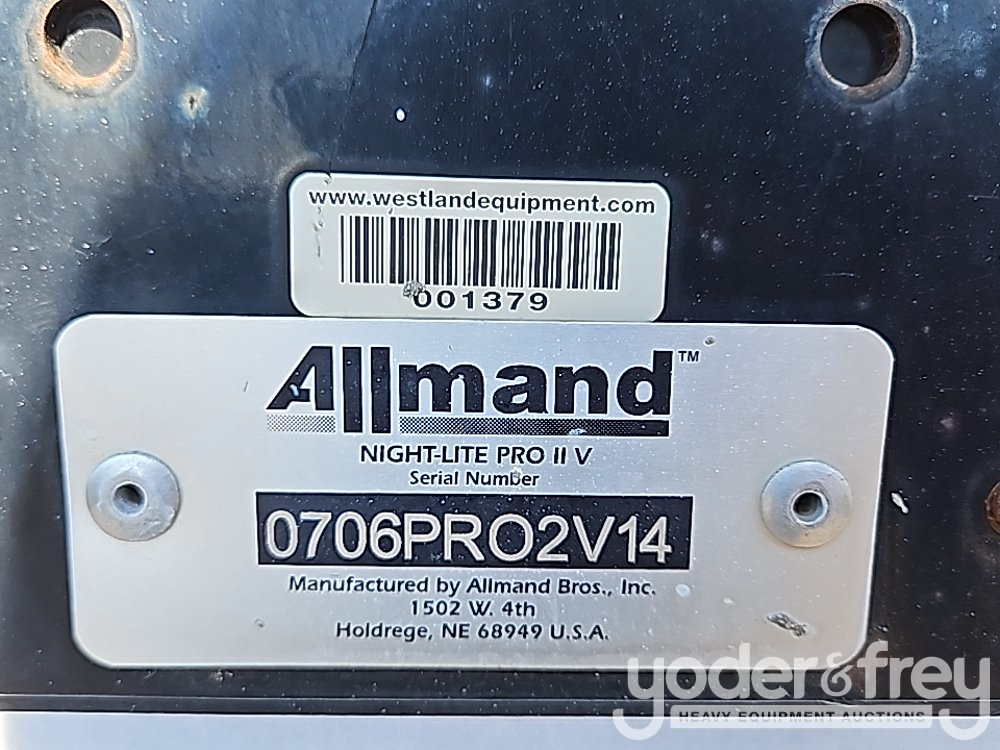 www.westlandequipment.com
001379
Allmand™
NIGHT-LITE PRO II V
Serial Number
0706PRO2V14
Manufactured by Allmand Bros., Inc.
1502 W. 4th
Holdrege, NE 68949 U.S.A.
yoder&frey
HEAVY EQUIPMENT AUCTIONS